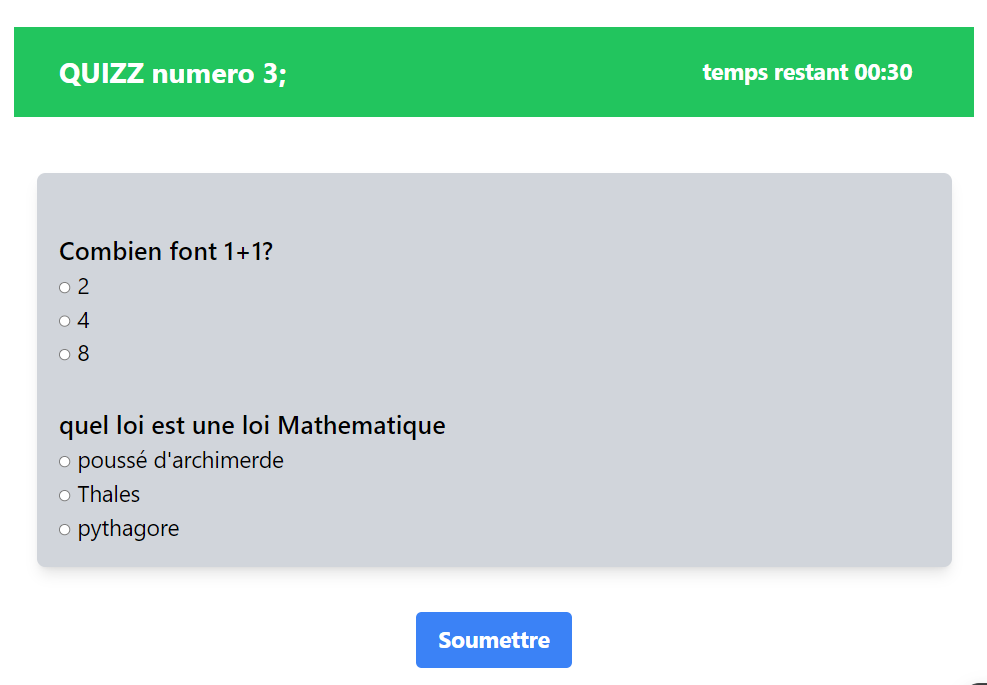 QUIZZ numero 3;
temps restant 00:30
Combien font 1+1?
2
4
8
quel loi est une loi Mathematique
poussé d'archimerde
Thales
pythagore
Soumettre